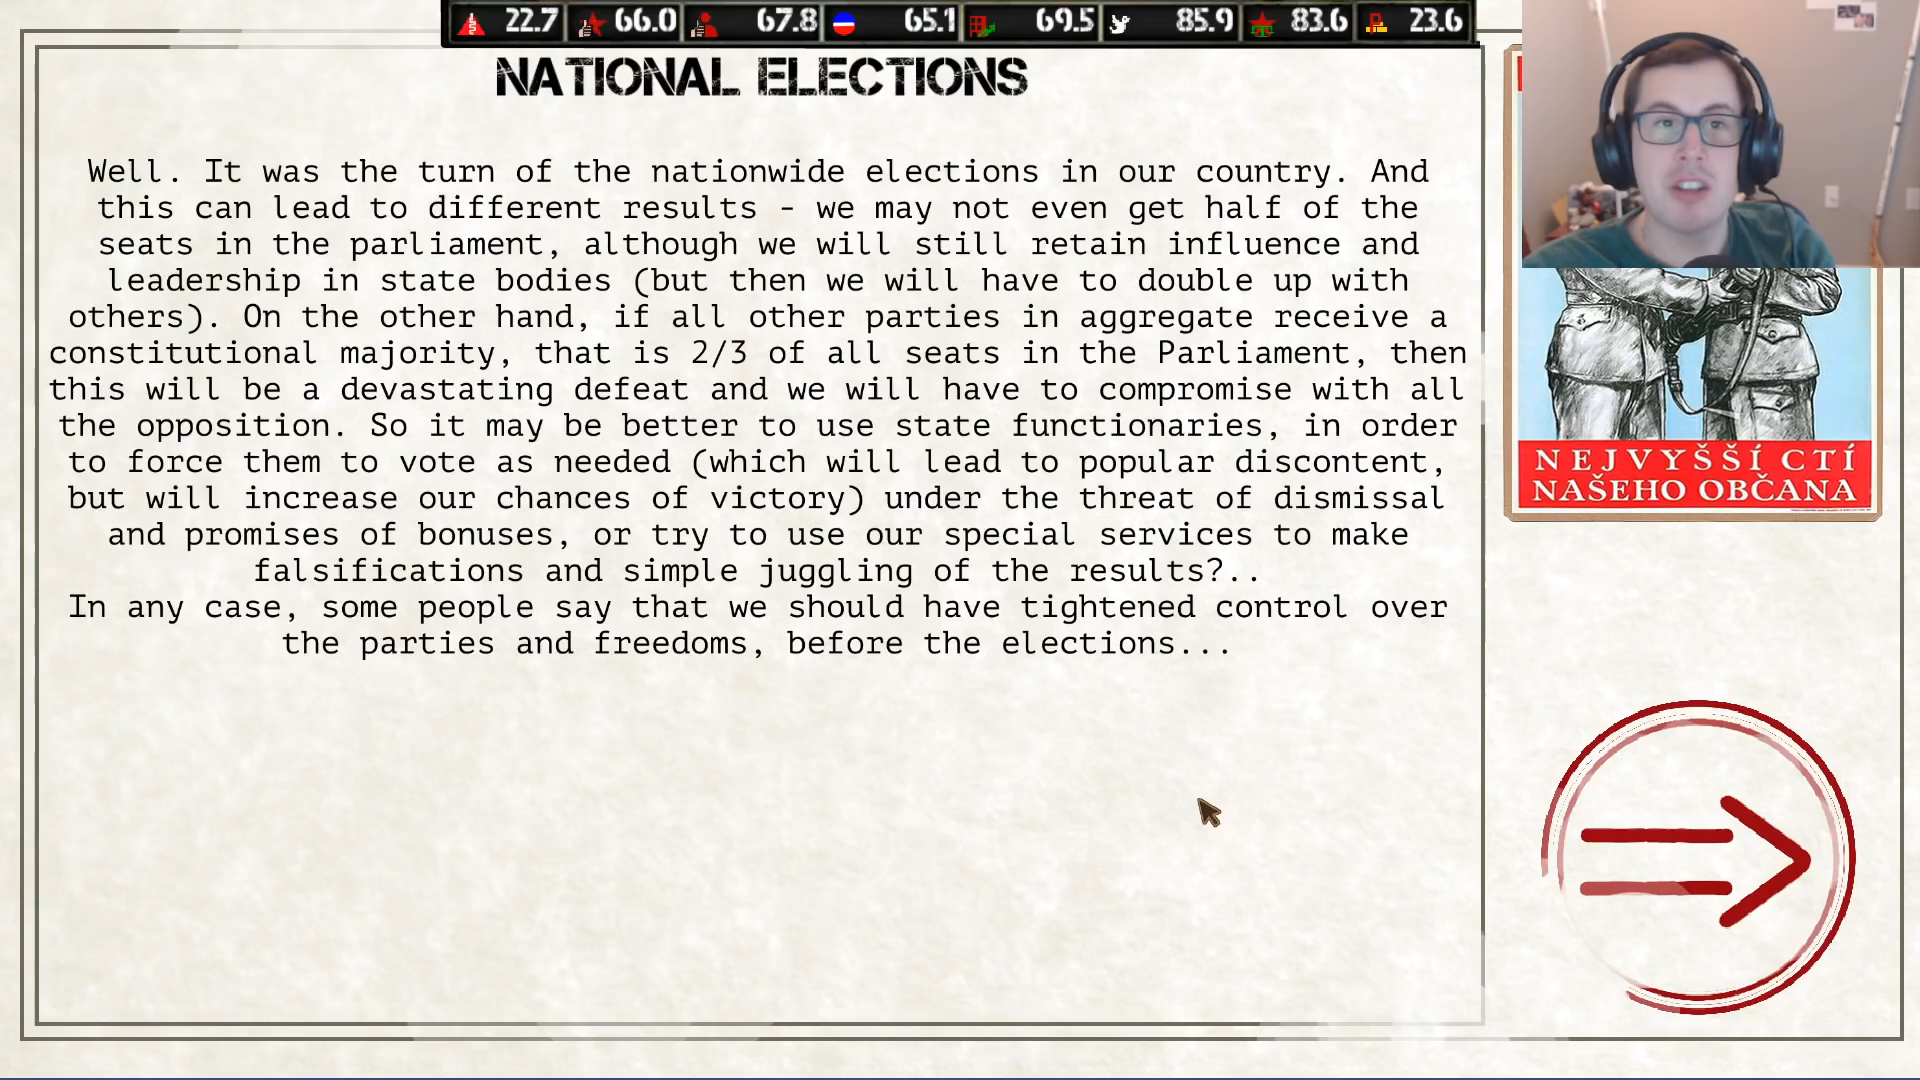 22.7 66.0 67.8 65.1 69.5 85.9 83.6 23.6
NATIONAL ELECTIONS
Well. It was the turn of the nationwide elections in our country. And
this can lead to different results - we may not even get half of the
seats in the parliament, although we will still retain influence and
leadership in state bodies (but then we will have to double up with
others). On the other hand, if all other parties in aggregate receive a
constitutional majority, that is 2/3 of all seats in the Parliament, then
this will be a devastating defeat and we will have to compromise with all
the opposition. So it may be better to use state functionaries, in order
to force them to vote as needed (which will lead to popular discontent,
but will increase our chances of victory) under the threat of dismissal
and promises of bonuses, or try to use our special services to make
falsifications and simple juggling of the results?..
In any case, some people say that we should have tightened control over
the parties and freedoms, before the elections...
NEJVYŠŠÍ CTÍ
NAŠEHO OBČANA